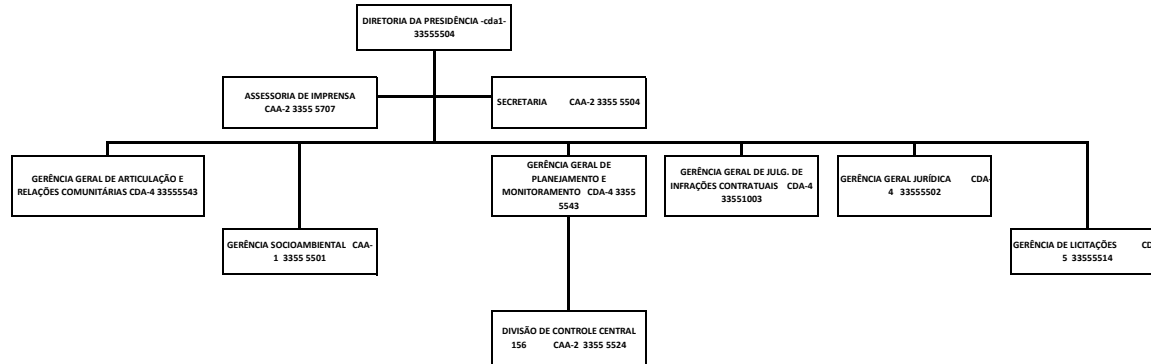 DIRETORIA DA PRESIDÊNCIA -cda1-
33555504
ASSESSORIA DE IMPRENSA
CAA-2 3355 5707
SECRETARIA CAA-2 3355 5504
GERÊNCIA GERAL DE ARTICULAÇÃO E
RELAÇÕES COMUNITÁRIAS CDA-4 33555543
GERÊNCIA GERAL DE
PLANEJAMENTO E
MONITORAMENTO CDA-4 3355
5543
GERÊNCIA GERAL DE JULG. DE
INFRAÇÕES CONTRATUAIS CDA-4
33551003
GERÊNCIA GERAL JURÍDICA CDA-
4 33555502
GERÊNCIA SOCIOAMBIENTAL CAA-
1 3355 5501
GERÊNCIA DE LICITAÇÕES CD
5 33555514
DIVISÃO DE CONTROLE CENTRAL
156 CAA-2 3355 5524